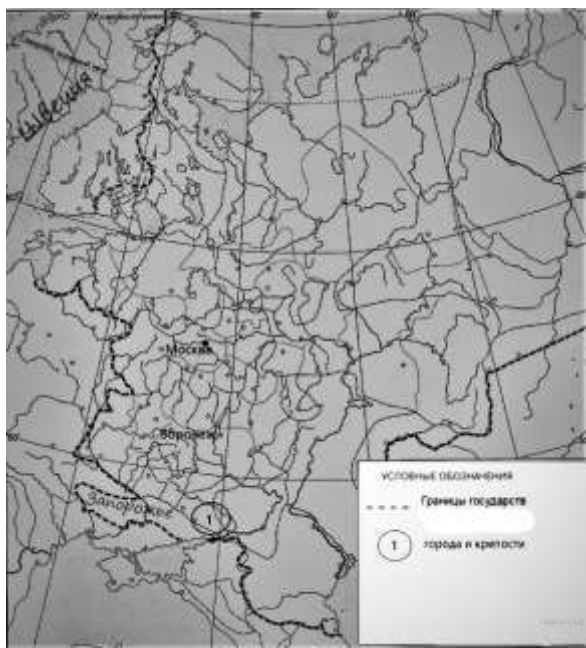 Швеция
Москва
Воронеж
Запорожье
1
УСЛОВНЫЕ ОБОЗНАЧЕНИЯ
Границы государств
1
города и крепости